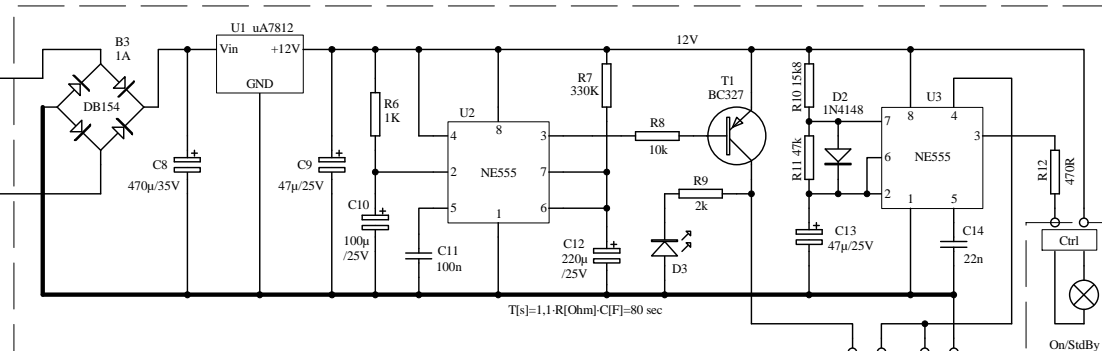 B3
1A
DB154
U1 uA7812
Vin
+12V
GND
12V
C8
470µ/35V
C9
47µ/25V
R6
1K
C10
100µ
/25V
C11
100n
U2
NE555
4
8
3
2
7
5
6
1
R7
330K
C12
220µ
/25V
R8
10k
T1
BC327
R9
2k
D3
R10 15k8
R11 47k
D2
1N4148
C13
47µ/25V
U3
NE555
7
8
4
3
6
2
1
5
C14
22n
R12
470R
Ctrl
On/StdBy
T[s]=1,1·R[Ohm]·C[F]=80 sec